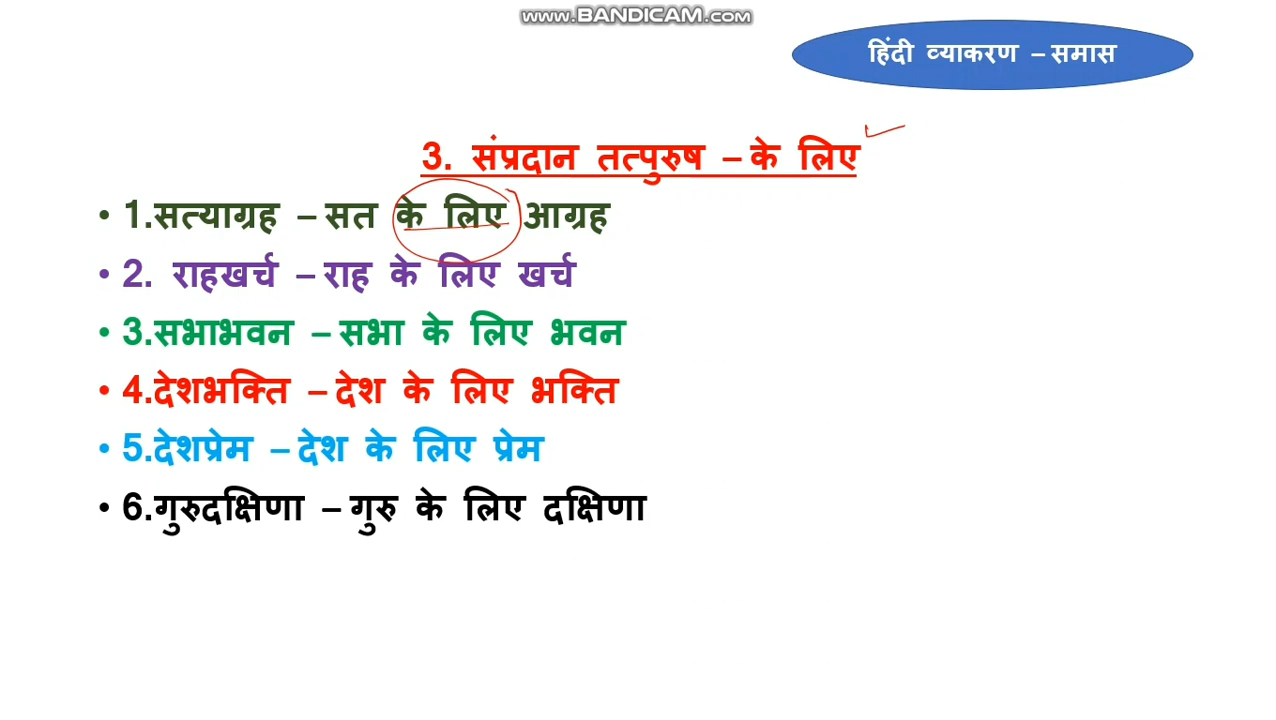 www.BANDICAM.com
हिंदी व्याकरण – समास
3. संप्रदान तत्पुरुष – के लिए
• 1.सत्याग्रह – सत के लिए आग्रह
• 2. राहखर्च – राह के लिए खर्च
• 3.सभाभवन – सभा के लिए भवन
• 4.देशभक्ति – देश के लिए भक्ति
• 5.देशप्रेम – देश के लिए प्रेम
• 6.गुरुदक्षिणा – गुरु के लिए दक्षिणा